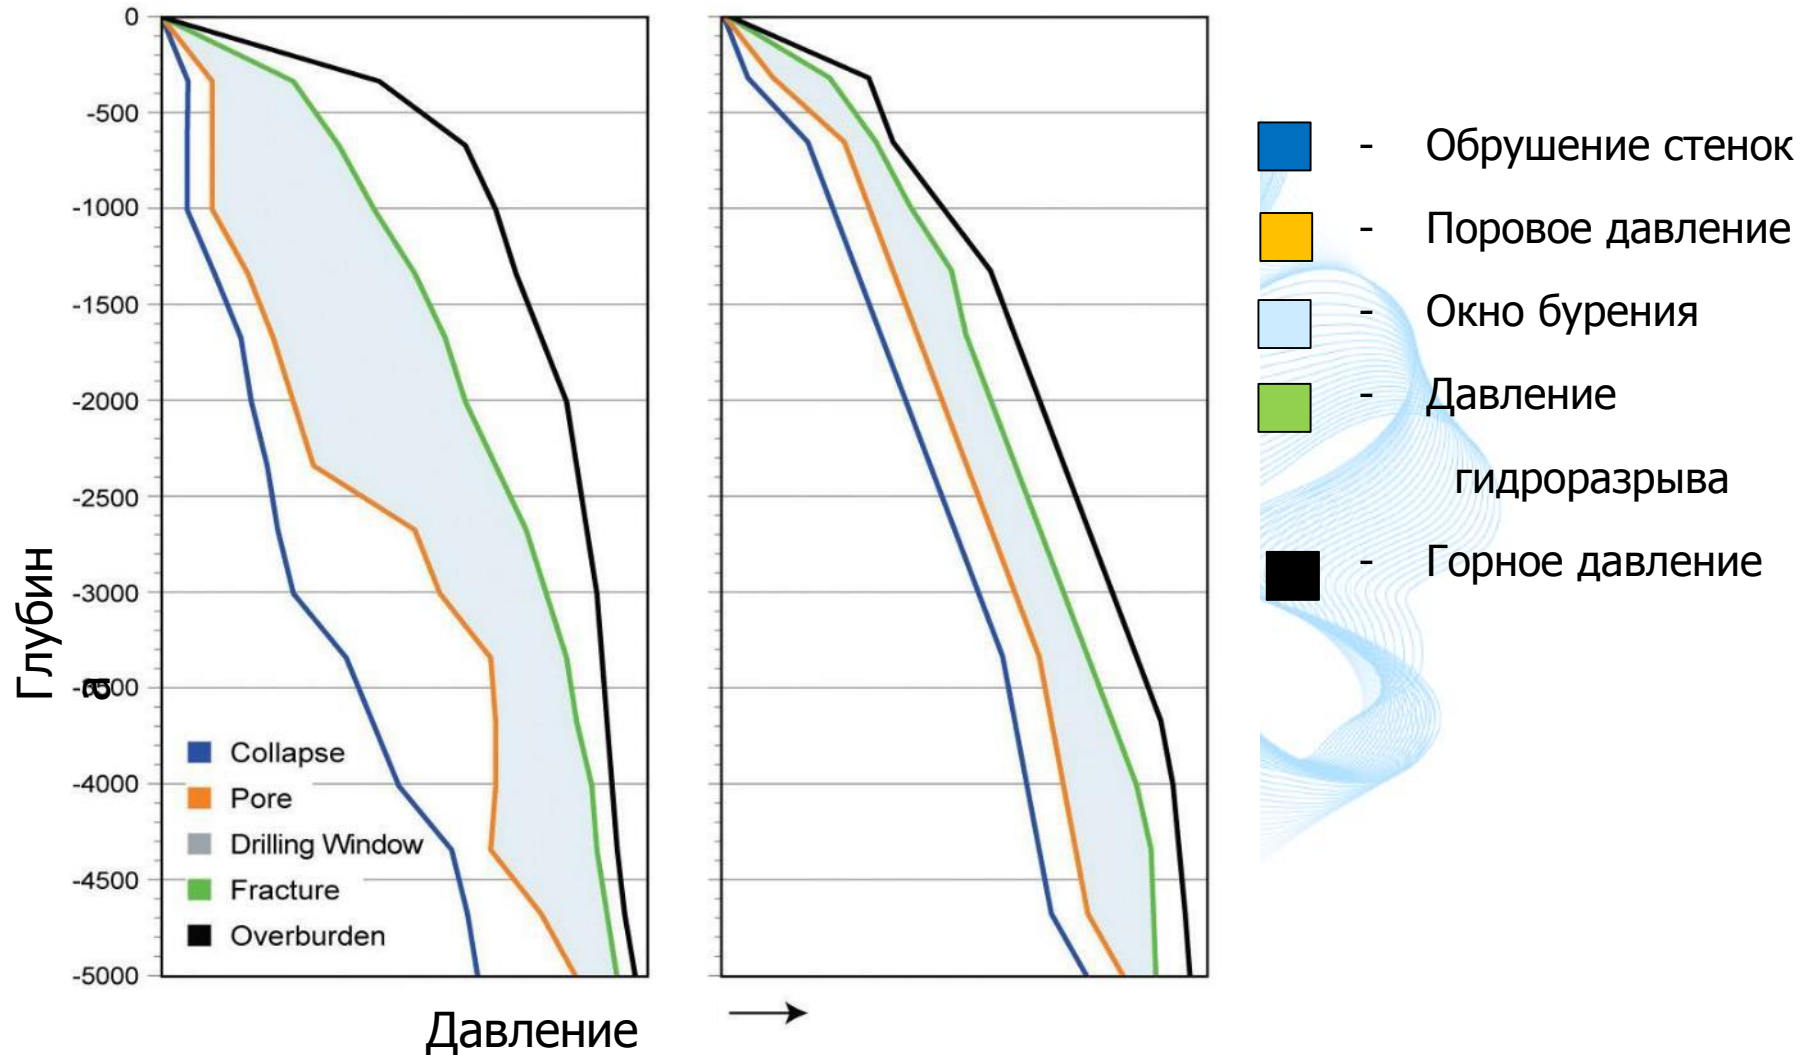 0
-500
-1000
-1500
-2000
-2500
-3000
-3500
-4000
-4500
-5000
Глубин
а
Collapse
Pore
Drilling Window
Fracture
Overburden
Давление
- Обрушение стенок
- Поровое давление
- Окно бурения
- Давление
гидроразрыва
- Горное давление